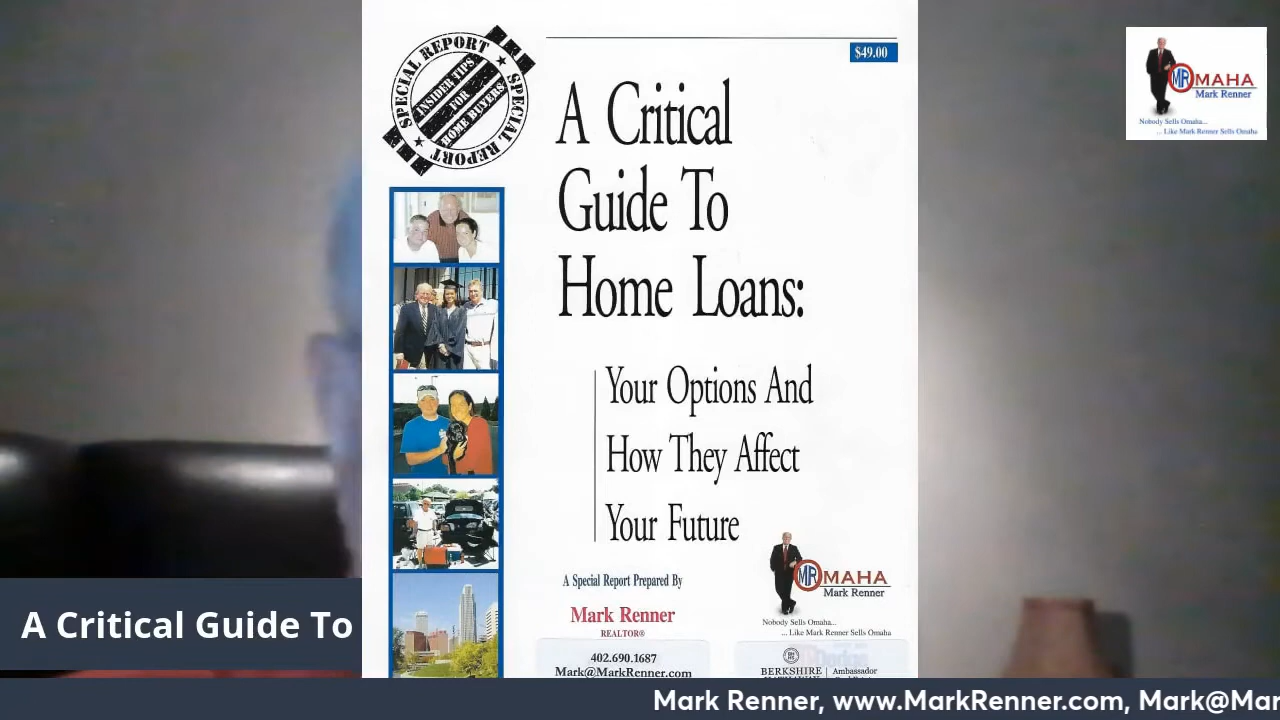 SPECIAL REPORT
INSIDER TIPS
FOR
HOME BUYERS
SPECIAL REPORT
$49.00
A Critical
Guide To
Home Loans:
Your Options And
How They Affect
Your Future
A Special Report Prepared By
Mark Renner
REALTOR®
402.690.1687
Mark@MarkRenner.com
MR OMAHA
Mark Renner
Nobody Sells Omaha...
... Like Mark Renner Sells Omaha
BERKSHIRE
Ambassador
MR OMAHA
Mark Renner
Nobody Sells Omaha...
... Like Mark Renner Sells Omaha
A Critical Guide To
Mark Renner, www.MarkRenner.com, Mark@Mar